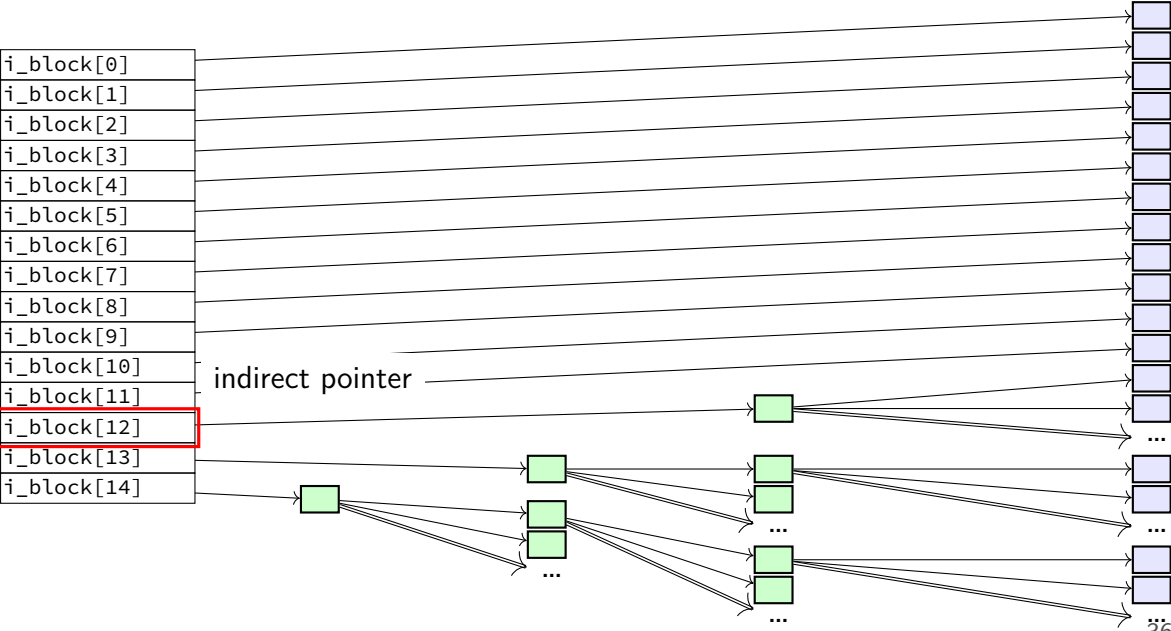 i_block[0]
i_block[1]
i_block[2]
i_block[3]
i_block[4]
i_block[5]
i_block[6]
i_block[7]
i_block[8]
i_block[9]
i_block[10]
indirect pointer
i_block[11]
i_block[12]
...
i_block[13]
i_block[14]
...
...
...
...
...